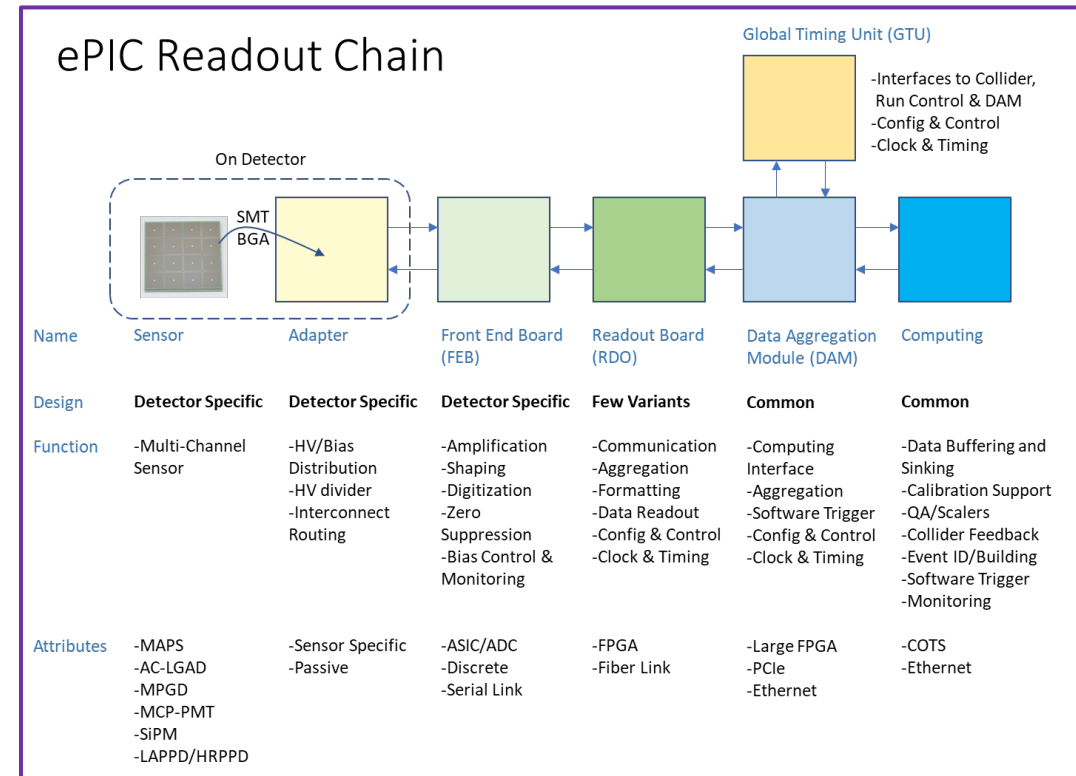 ePIC Readout Chain
Global Timing Unit (GTU)
-Interfaces to Collider,
Run Control & DAM
-Config & Control
-Clock & Timing
On Detector
SMT
BGA
Name
Sensor
Adapter
Front End Board
(FEB)
Readout Board
(RDO)
Data Aggregation
Module (DAM)
Computing
Design
Detector Specific
Detector Specific
Detector Specific
Few Variants
Common
Common
Function
-Multi-Channel
Sensor
-HV/Bias
Distribution
-HV divider
-Interconnect
Routing
-Amplification
-Shaping
-Digitization
-Zero
Suppression
-Bias Control &
Monitoring
-Communication
-Aggregation
-Formatting
-Data Readout
-Config & Control
-Clock & Timing
-Computing
Interface
-Aggregation
-Software Trigger
-Config & Control
-Clock & Timing
-Data Buffering and
Sinking
-Calibration Support
-QA/Scalers
-Collider Feedback
-Event ID/Building
-Software Trigger
-Monitoring
Attributes
-MAPS
-AC-LGAD
-MPGD
-MCP-PMT
-SiPM
-LAPPD/HRPPD
-Sensor Specific
-Passive
-ASIC/ADC
-Discrete
-Serial Link
-FPGA
-Fiber Link
-Large FPGA
-PCIe
-Ethernet
-COTS
-Ethernet